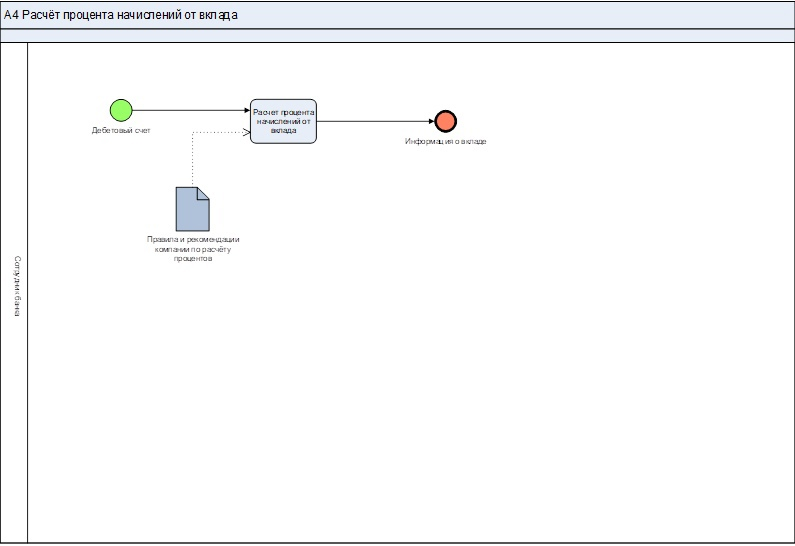 А4 Расчёт процента начислений от вклада
Расчет процента
начислений от
вклада
Дебетовый счет
Информация о вкладе
Правила и рекомендации
компании по расчёту
процентов
Сотрудник банка